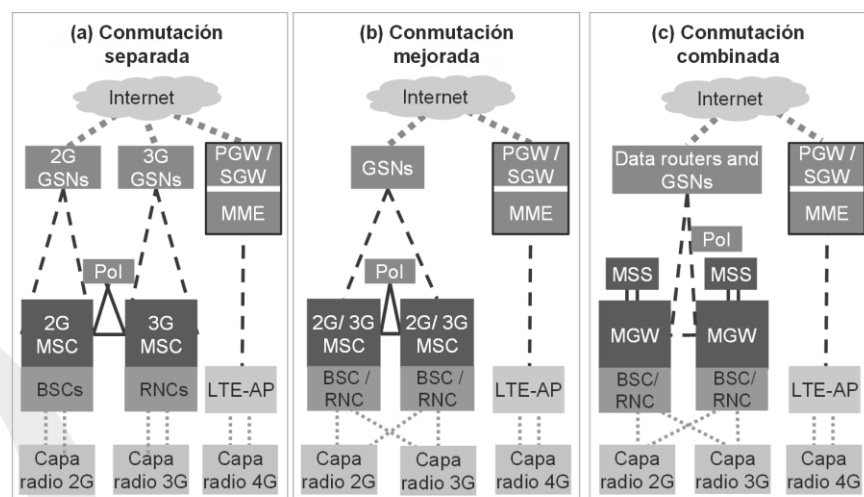 (a) Conmutación
separada
Internet
2G
GSNs
3G
GSNs
PGW /
SGW
MME
PoI
2G
MSC
3G
MSC
BSCs
RNCs
LTE-AP
Capa
radio 2G
Capa
radio 3G
Capa
radio 4G
(b) Conmutación
mejorada
Internet
GSNs
PGW /
SGW
MME
PoI
2G/ 3G
MSC
2G/ 3G
MSC
BSC /
RNC
BSC /
RNC
LTE-AP
Capa
radio 2G
Capa
radio 3G
Capa
radio 4G
(c) Conmutación
combinada
Internet
Data routers and
GSNs
PGW /
SGW
MME
PoI
MSS
MSS
MGW
MGW
BSC/
RNC
BSC/
RNC
LTE-AP
Capa
radio 2G
Capa
radio 3G
Capa
radio 4G